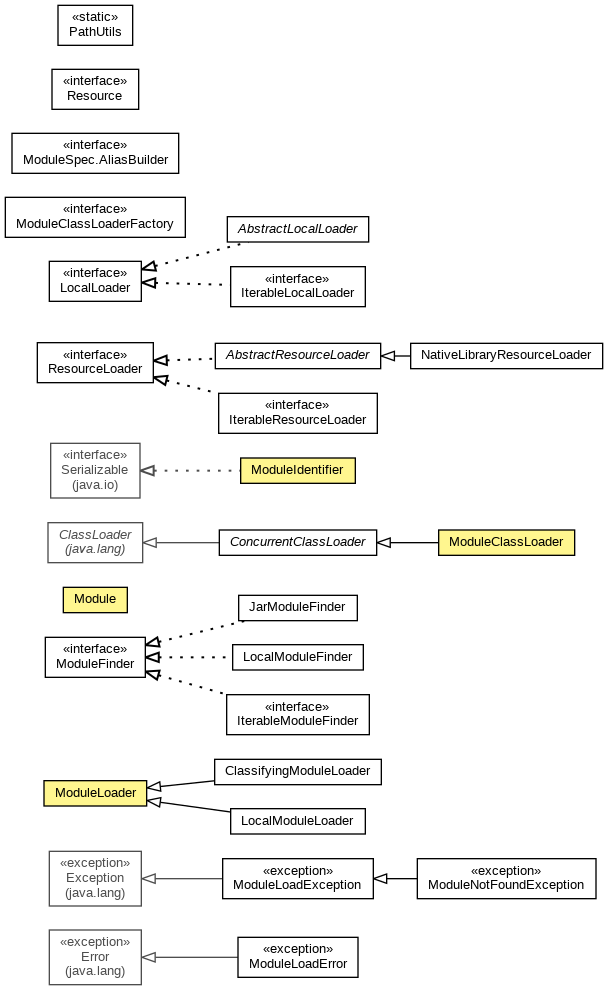 «static»
PathUtils
«interface»
Resource
«interface»
ModuleSpec.AliasBuilder
«interface»
ModuleClassLoaderFactory
AbstractLocalLoader
«interface»
LocalLoader
«interface»
IterableLocalLoader
«interface»
ResourceLoader
AbstractResourceLoader
NativeLibraryResourceLoader
«interface»
IterableResourceLoader
«interface»
Serializable
(java.io)
ModuleIdentifier
ClassLoader
(java.lang)
ConcurrentClassLoader
ModuleClassLoader
Module
JarModuleFinder
«interface»
ModuleFinder
LocalModuleFinder
«interface»
IterableModuleFinder
ClassifyingModuleLoader
ModuleLoader
LocalModuleLoader
«exception»
Exception
(java.lang)
«exception»
ModuleLoadException
«exception»
ModuleNotFoundException
«exception»
Error
(java.lang)
«exception»
ModuleLoadError